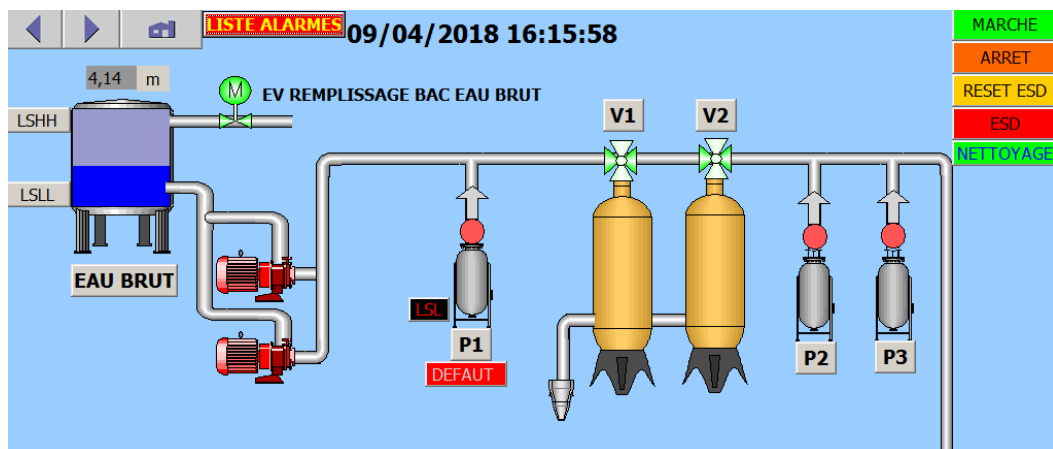 LISTE ALARMES
09/04/2018 16:15:58
MARCHE
ARRET
RESET ESD
ESD
NETTOYAGE
4,14 m
M
EV REMPLISSAGE BAC EAU BRUT
LSHH
LSLL
EAU BRUT
V1
V2
LSL
P1
DEFAUT
P2
P3